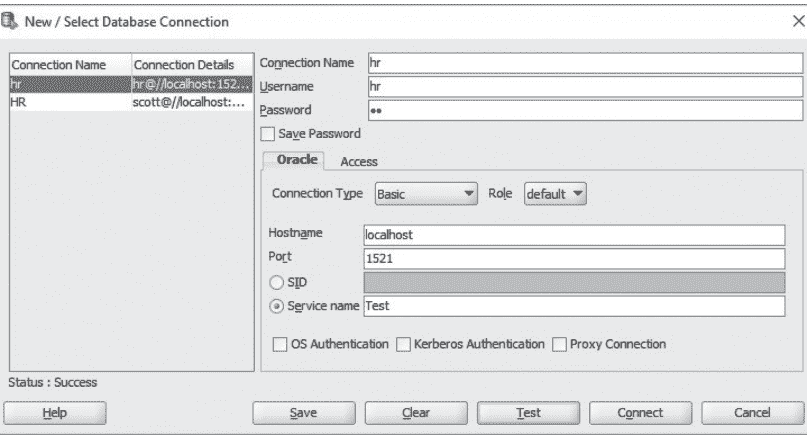 New / Select Database Connection
Connection Name Connection Details
hr hr@//localhost:152...
HR scott@//localhost:...
Connection Name hr
Username hr
Password ••
Save Password
Oracle Access
Connection Type Basic Role default
Hostname localhost
Port 1521
SID
Service name Test
OS Authentication Kerberos Authentication Proxy Connection
Status : Success
Help Save Clear Test Connect Cancel